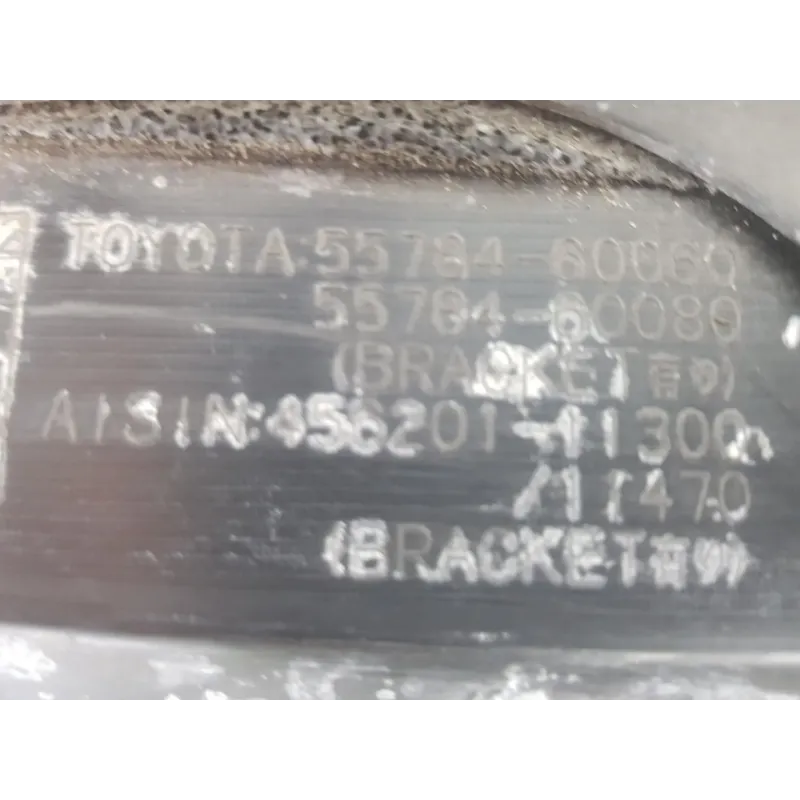 TOYOTA:55784-60060
55784-60080
(BRACKET有り)
AISIN:456201-11300
/11470
(BRACKET有り)